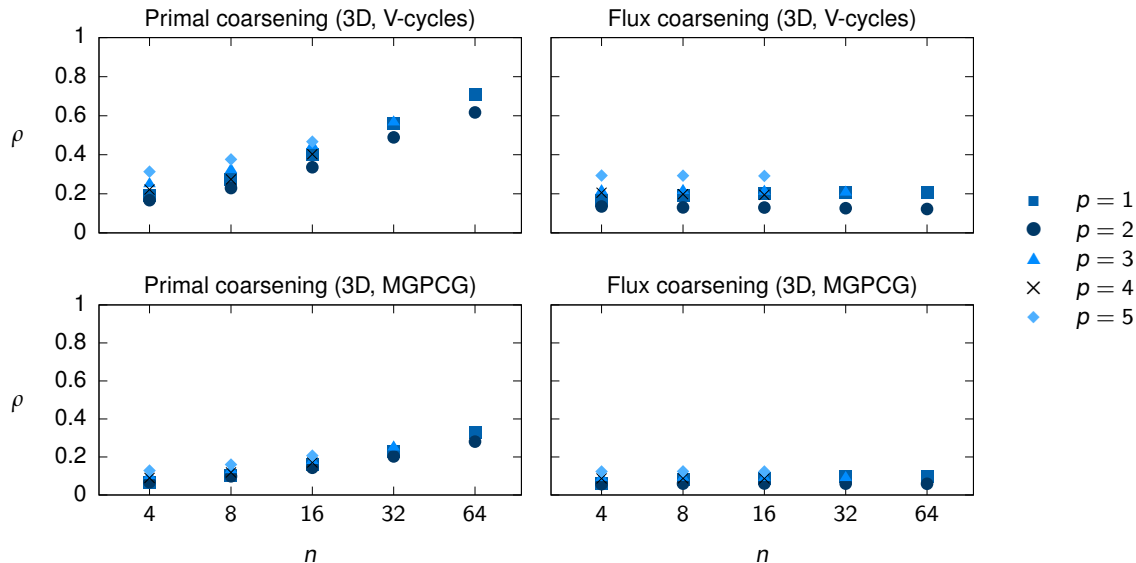 Primal coarsening (3D, V-cycles)
Flux coarsening (3D, V-cycles)
1
0.8
0.6
0.4
0.2
0
ρ
Primal coarsening (3D, MGPCG)
Flux coarsening (3D, MGPCG)
1
0.8
0.6
0.4
0.2
0
ρ
4 8 16 32 64
n
4 8 16 32 64
n
p = 1
p = 2
p = 3
p = 4
p = 5